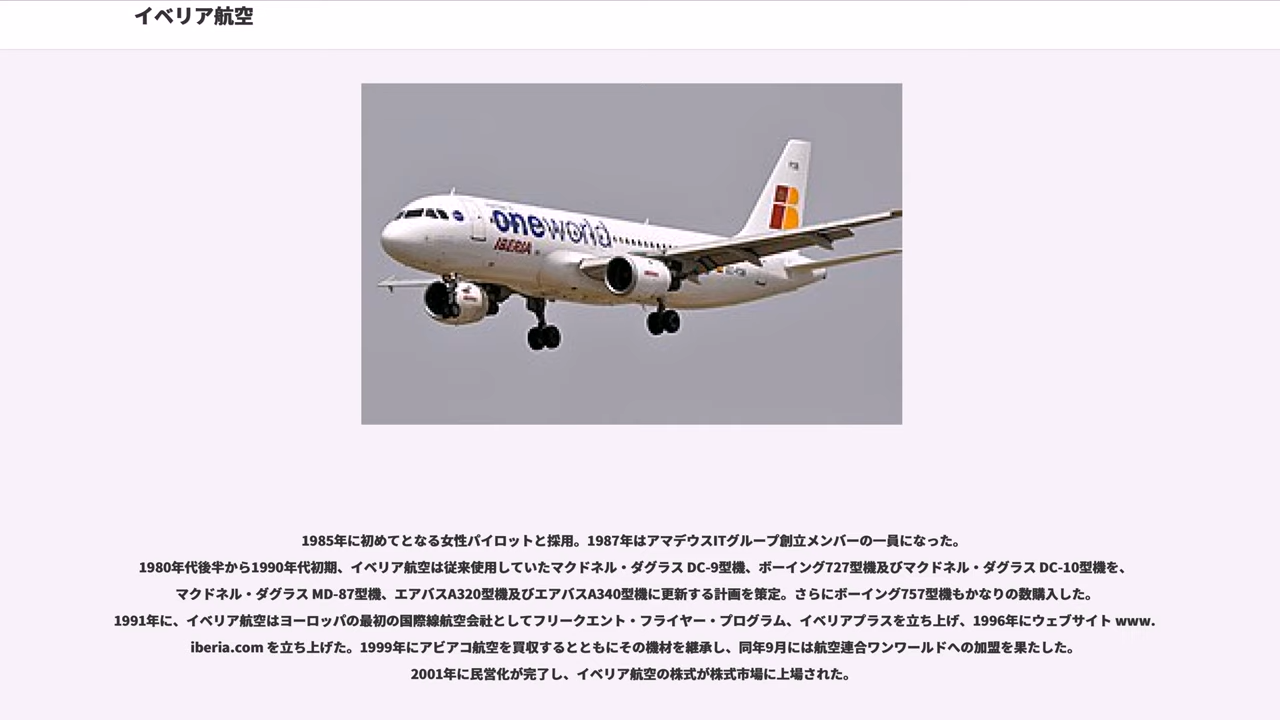 イベリア航空
oneworld
IBERIA
1985年に初めてとなる女性パイロットと採用。1987年はアマデウスITグループ創立メンバーの一員になった。
1980年代後半から1990年代初期、イベリア航空は従来使用していたマクドネル・ダグラス DC-9型機、ボーイング727型機及びマクドネル・ダグラス DC-10型機を、
マクドネル・ダグラス MD-87型機、エアバスA320型機及びエアバスA340型機に更新する計画を策定。さらにボーイング757型機もかなりの数購入した。
1991年に、イベリア航空はヨーロッパの最初の国際線航空会社としてフリークエント・フライヤー・プログラム、イベリアプラスを立ち上げ、1996年にウェブサイト www.
iberia.com を立ち上げた。1999年にアビアコ航空を買収するとともにその機材を継承し、同年9月には航空連合ワンワールドへの加盟を果たした。
2001年に民営化が完了し、イベリア航空の株式が株式市場に上場された。